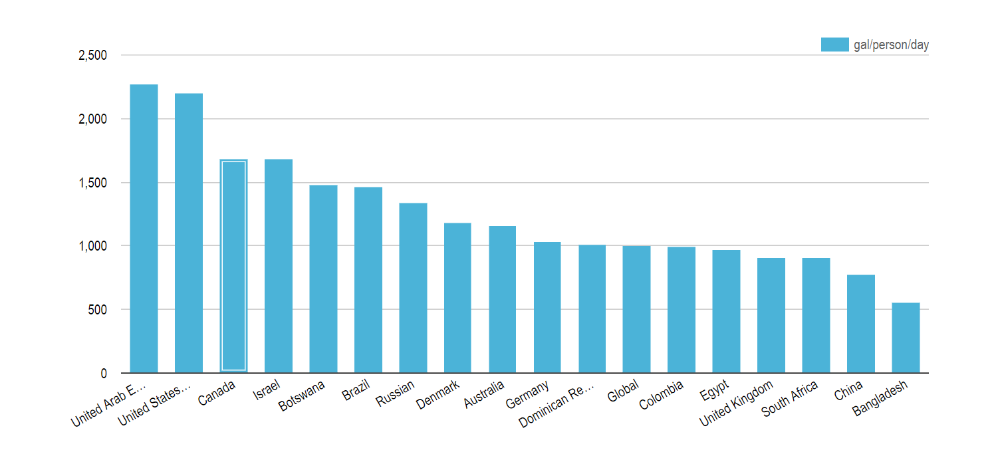 gal/person/day
2,500
2,000
1,500
1,000
500
0
United Arab E…
United States…
Canada
Israel
Botswana
Brazil
Russian
Denmark
Australia
Germany
Dominican Re…
Global
Colombia
Egypt
United Kingdom
South Africa
China
Bangladesh